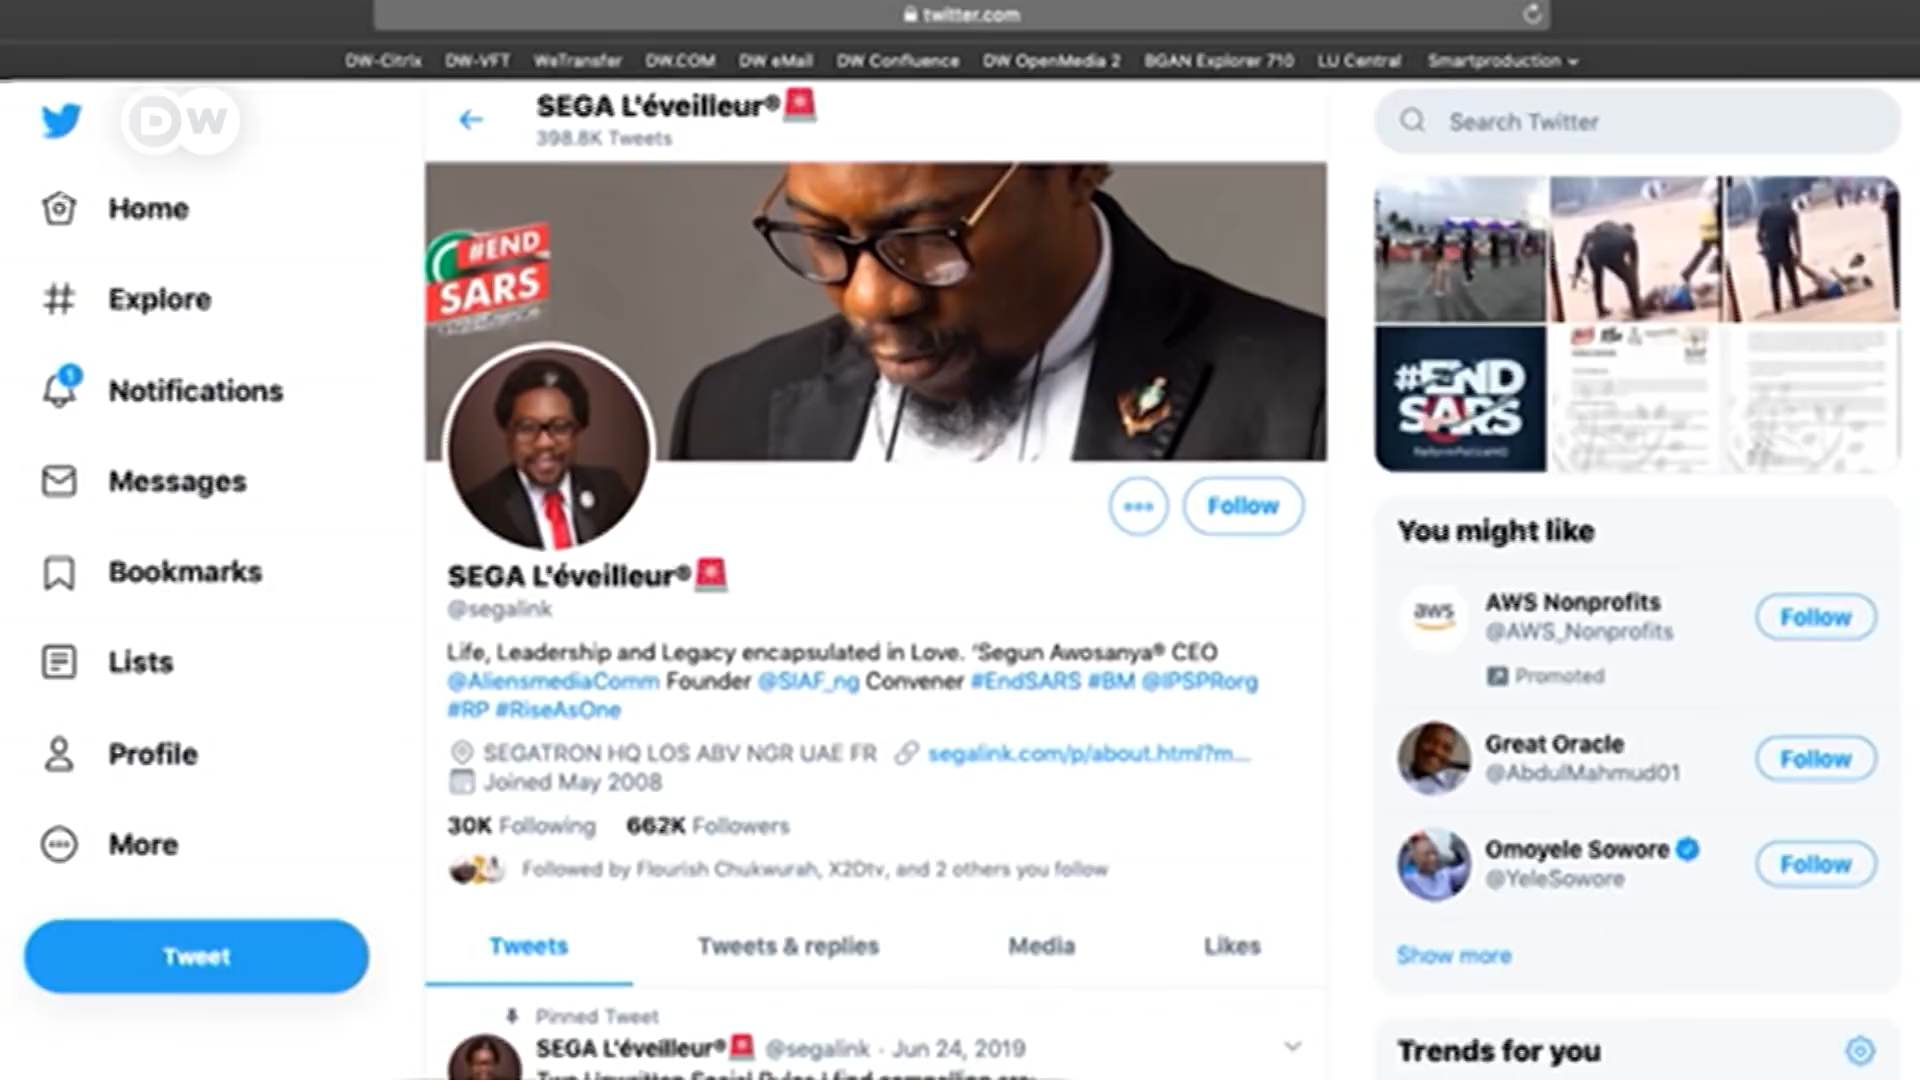 twitter.com
DW-Citrix DW-VFT WeTransfer DW.COM DW eMail DW Confluence DW OpenMedia 2 BGAN Explorer 710 LU Central Smartproduction
DW
SEGA L'éveilleur®
398.8K Tweets
Search Twitter
Home
Explore
1
Notifications
Messages
Bookmarks
Lists
Profile
More
Tweet
#END
SARS
Follow
SEGA L'éveilleur®
@segalink
Life, Leadership and Legacy encapsulated in Love. "Segun Awosanya® CEO
@AliensmediaComm Founder @SIAF_ng Convener #EndSARS #BM @IPSPRorg
#RP #RiseAsOne
SEGATRON HQ LOS ABV NGR UAE FR segalink.com/p/about.html?m...
Joined May 2008
30K Following 662K Followers
Followed by Flourish Chukwurah, X2Dtv, and 2 others you follow
Tweets Tweets & replies Media Likes
Pinned Tweet
SEGA L'éveilleur® @segalink · Jun 24, 2019
#END
SARS
You might like
AWS Nonprofits
@AWS_Nonprofits
Follow
aws
Promoted
Great Oracle
@AbdulMahmud01
Follow
Omoyele Sowore
@YeleSowore
Follow
Show more
Trends for you